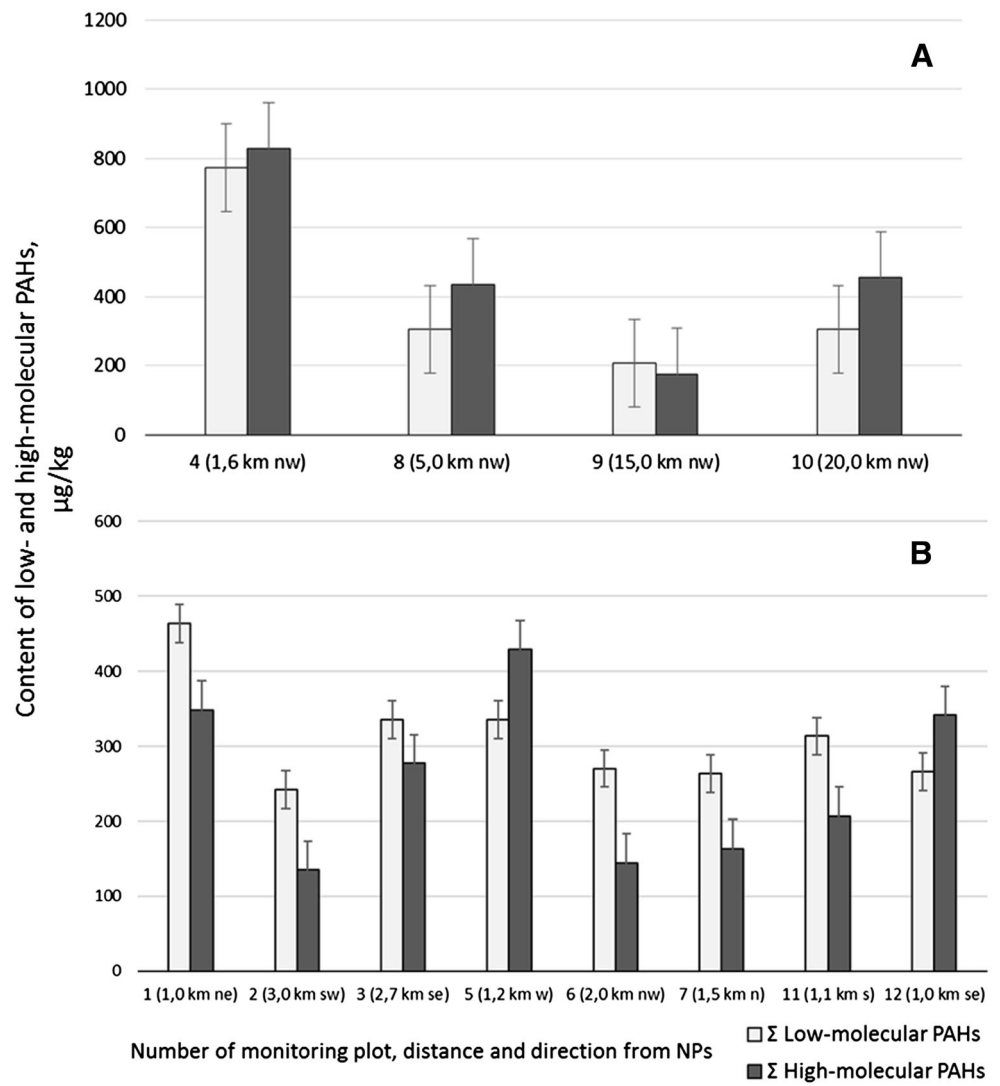 Content of low- and high-molecular PAHs,
µg/kg
A
1200
1000
800
600
400
200
0
4 (1,6 km nw) 8 (5,0 km nw) 9 (15,0 km nw) 10 (20,0 km nw)
B
600
500
400
300
200
100
0
1 (1,0 km ne) 2 (3,0 km sw) 3 (2,7 km se) 5 (1,2 km w) 6 (2,0 km nw) 7 (1,5 km n) 11 (1,1 km s) 12 (1,0 km se)
Number of monitoring plot, distance and direction from NPs
Σ Low-molecular PAHs
Σ High-molecular PAHs